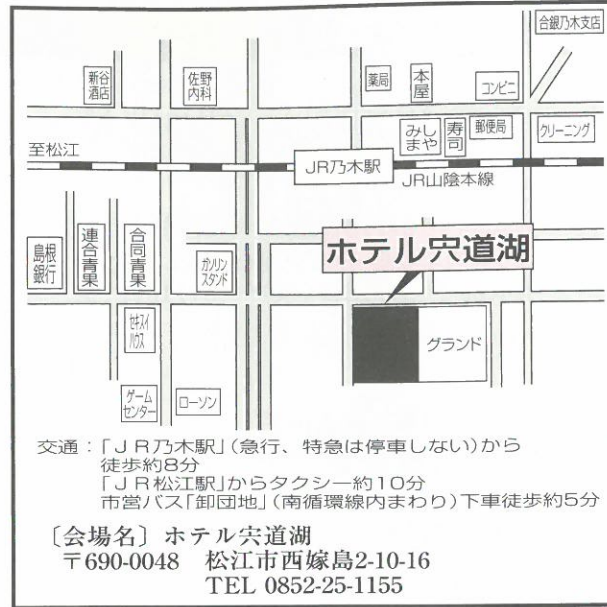 合銀乃木支店
新谷
酒店
佐野
内科
薬局
本屋
コンビニ
みしまや
寿司
郵便局
クリーニング
至松江
JR乃木駅
JR山陰本線
島根
銀行
連合青果
合同青果
ガソリン
スタンド
ホテル宍道湖
セキスイ
ハウス
グランド
ゲーム
センター
ローソン
交通：「ＪＲ乃木駅」（急行、特急は停車しない）から
徒歩約8分
「ＪＲ松江駅」からタクシー約10分
市営バス「卸団地」（南循環線内まわり）下車徒歩約5分
〔会場名〕ホテル宍道湖
〒690-0048　松江市西嫁島2-10-16
TEL 0852-25-1155